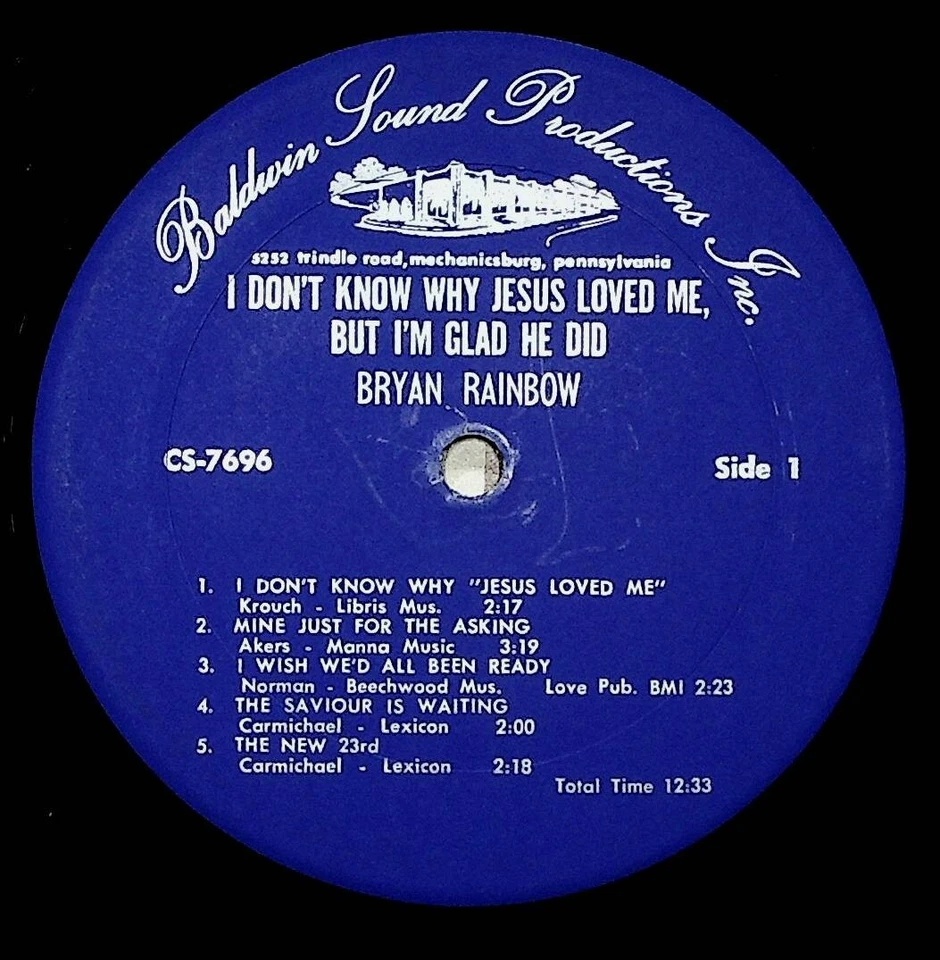 Baldwin Sound Productions Inc.
5252 trindle road, mechanicsburg, pennsylvania
I DON'T KNOW WHY JESUS LOVED ME,
BUT I'M GLAD HE DID
BRYAN RAINBOW
CS-7696
Side 1
1. I DON'T KNOW WHY "JESUS LOVED ME"
Krouch - Libris Mus. 2:17
2. MINE JUST FOR THE ASKING
Akers - Manna Music 3:19
3. I WISH WE'D ALL BEEN READY
Norman - Beechwood Mus. Love Pub. BMI 2:23
4. THE SAVIOUR IS WAITING
Carmichael - Lexicon 2:00
5. THE NEW 23rd
Carmichael - Lexicon 2:18
Total Time 12:33